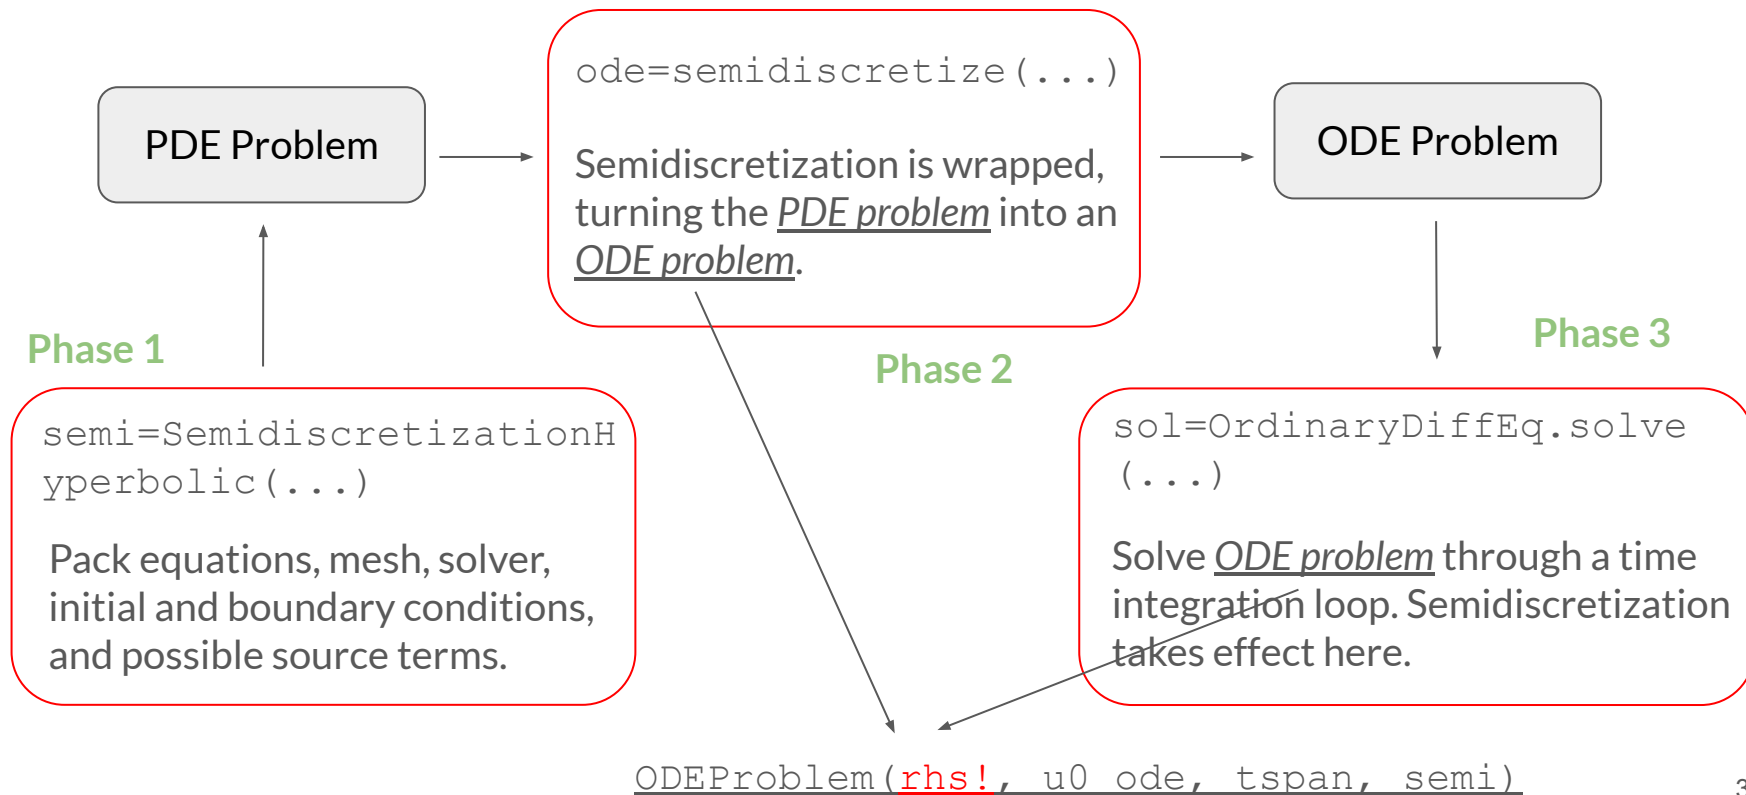 ode=semidiscretize(...)
PDE Problem
Semidiscretization is wrapped,
turning the PDE problem into an
ODE problem.
ODE Problem
Phase 1
Phase 2
Phase 3
semi=SemidiscretizationH
yperbolic(...)
Pack equations, mesh, solver,
initial and boundary conditions,
and possible source terms.
sol=OrdinaryDiffEq.solve
(...)
Solve ODE problem through a time
integration loop. Semidiscretization
takes effect here.
ODEProblem(rhs!, u0_ode, tspan, semi)
3